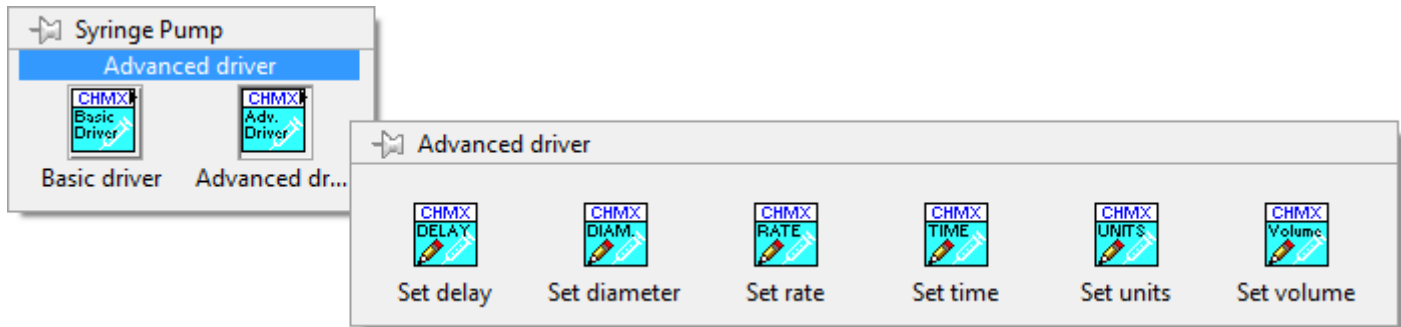 Syringe Pump
Advanced driver
CHMX CHMX
Basic Adv.
Driver Driver
Basic driver Advanced dr...
Advanced driver
CHMX CHMX CHMX CHMX CHMX CHMX
DELAY DIAM. RATE TIME UNITS Volume
Set delay Set diameter Set rate Set time Set units Set volume